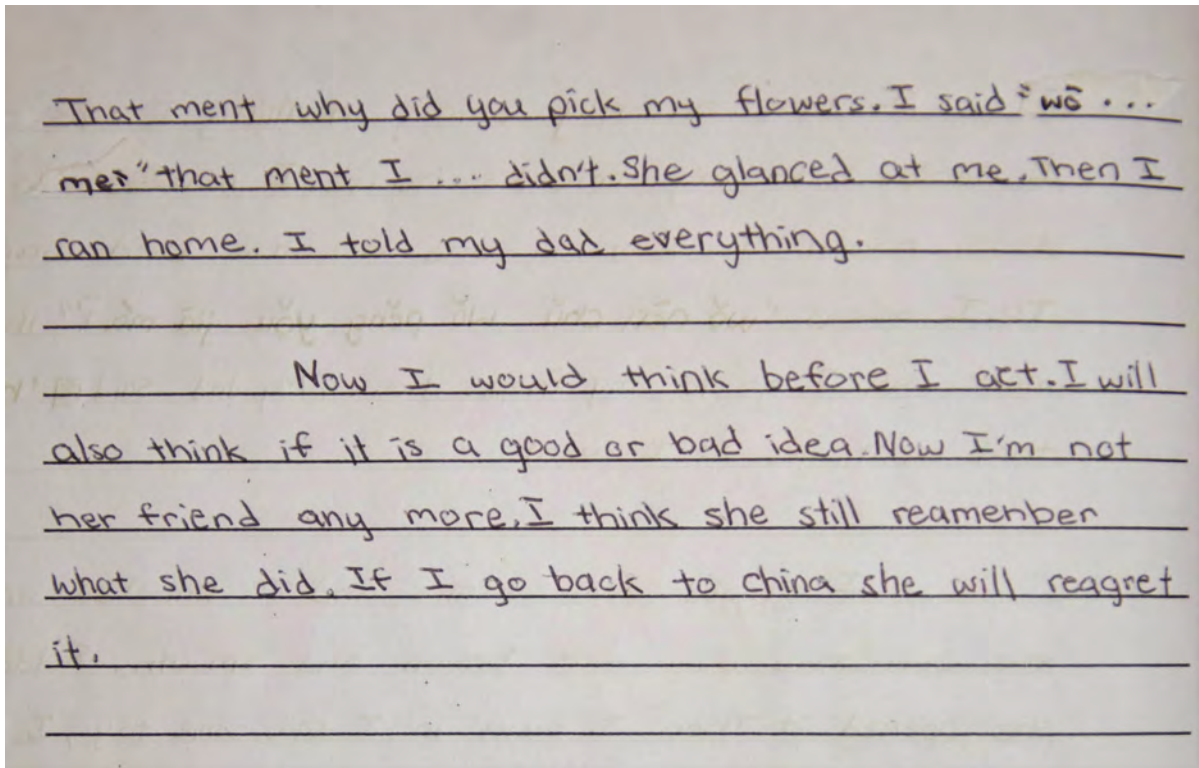 That ment why did you pick my flowers. I said "wǒ ...
mei" that ment I ... didn't. She glanced at me. Then I
ran home. I told my dad everything.
Now I would think before I act. I will
also think if it is a good or bad idea. Now I'm not
her friend any more. I think she still reamenber
what she did. If I go back to china she will reagret
it.